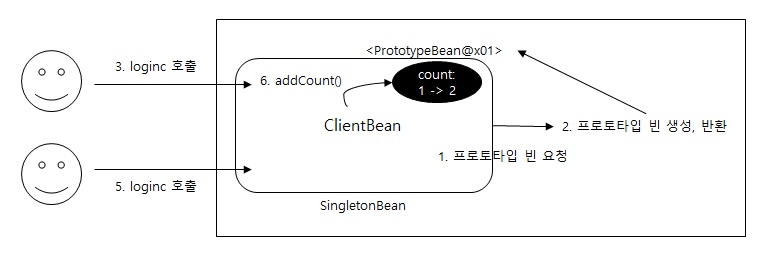 <PrototypeBean@x01>
3. loginc 호출
6. addCount()
count:
1 -> 2
ClientBean
2. 프로토타입 빈 생성, 반환
1. 프로토타입 빈 요청
5. loginc 호출
SingletonBean